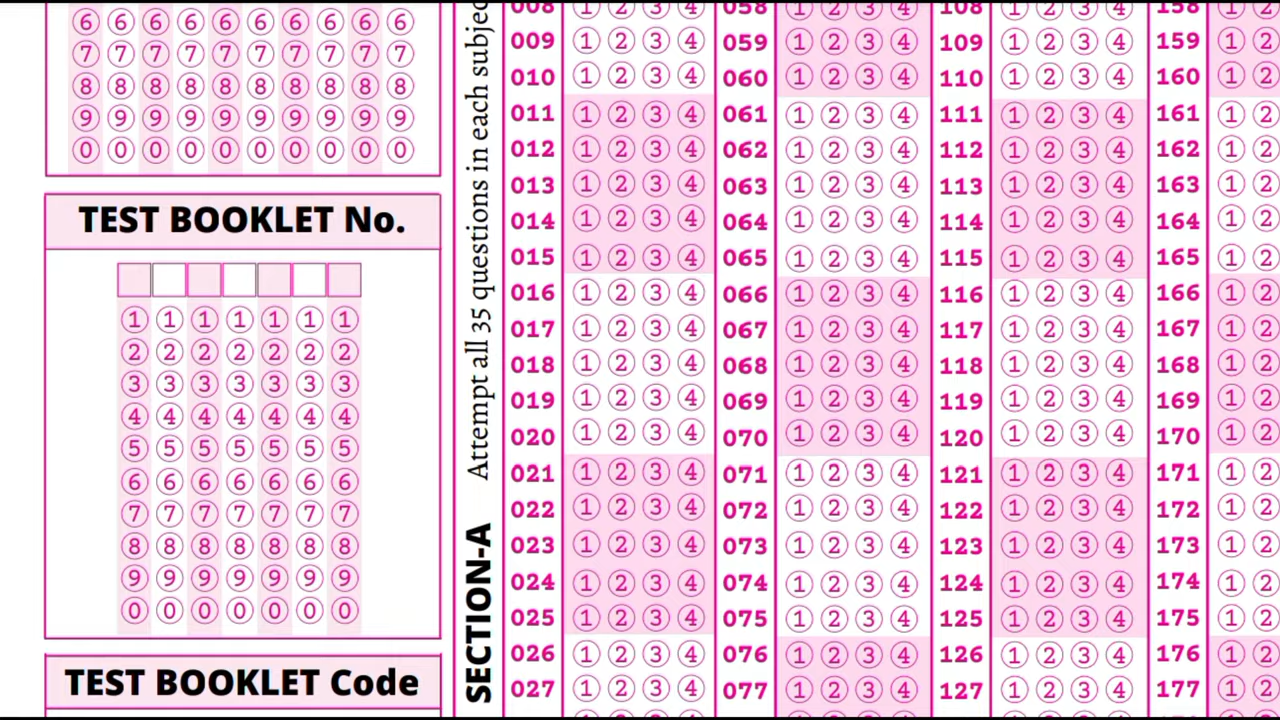 6 6 6 6 6 6 6 6 6 6
7 7 7 7 7 7 7 7 7 7
8 8 8 8 8 8 8 8 8 8
9 9 9 9 9 9 9 9 9 9
0 0 0 0 0 0 0 0 0 0
TEST BOOKLET No.
1 1 1 1 1 1 1
2 2 2 2 2 2 2
3 3 3 3 3 3 3
4 4 4 4 4 4 4
5 5 5 5 5 5 5
6 6 6 6 6 6 6
7 7 7 7 7 7 7
8 8 8 8 8 8 8
9 9 9 9 9 9 9
0 0 0 0 0 0 0
TEST BOOKLET Code
SECTION-A Attempt all 35 questions in each subjec
008 1 2 3 4 058 1 2 3 4 108 1 2 3 4 158 1 2
009 1 2 3 4 059 1 2 3 4 109 1 2 3 4 159 1 2
010 1 2 3 4 060 1 2 3 4 110 1 2 3 4 160 1 2
011 1 2 3 4 061 1 2 3 4 111 1 2 3 4 161 1 2
012 1 2 3 4 062 1 2 3 4 112 1 2 3 4 162 1 2
013 1 2 3 4 063 1 2 3 4 113 1 2 3 4 163 1 2
014 1 2 3 4 064 1 2 3 4 114 1 2 3 4 164 1 2
015 1 2 3 4 065 1 2 3 4 115 1 2 3 4 165 1 2
016 1 2 3 4 066 1 2 3 4 116 1 2 3 4 166 1 2
017 1 2 3 4 067 1 2 3 4 117 1 2 3 4 167 1 2
018 1 2 3 4 068 1 2 3 4 118 1 2 3 4 168 1 2
019 1 2 3 4 069 1 2 3 4 119 1 2 3 4 169 1 2
020 1 2 3 4 070 1 2 3 4 120 1 2 3 4 170 1 2
021 1 2 3 4 071 1 2 3 4 121 1 2 3 4 171 1 2
022 1 2 3 4 072 1 2 3 4 122 1 2 3 4 172 1 2
023 1 2 3 4 073 1 2 3 4 123 1 2 3 4 173 1 2
024 1 2 3 4 074 1 2 3 4 124 1 2 3 4 174 1 2
025 1 2 3 4 075 1 2 3 4 125 1 2 3 4 175 1 2
026 1 2 3 4 076 1 2 3 4 126 1 2 3 4 176 1 2
027 1 2 3 4 077 1 2 3 4 127 1 2 3 4 177 1 2